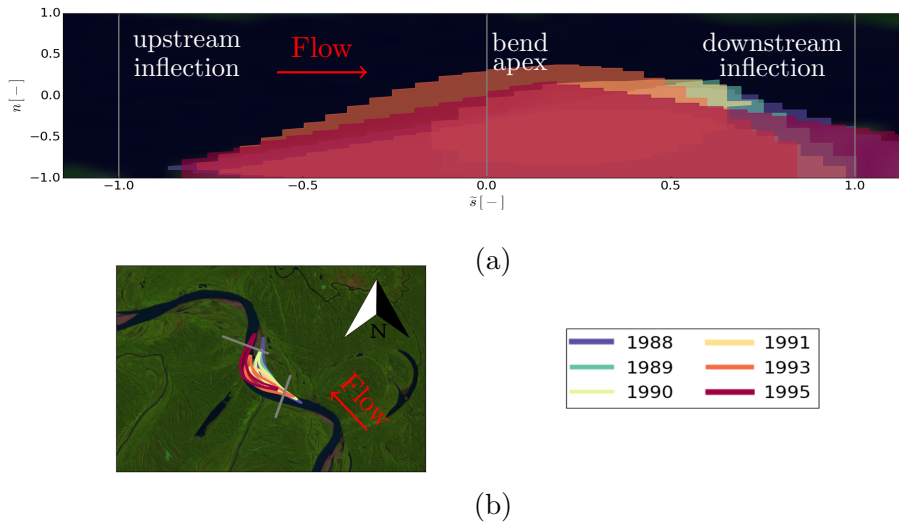 1.0
0.5
0.0
−0.5
−1.0
n [−]
upstream
inflection
Flow
bend
apex
downstream
inflection
−1.0
−0.5
0.0
0.5
1.0
s̃ [−]
(a)
N
Flow
1988
1989
1990
1991
1993
1995
(b)